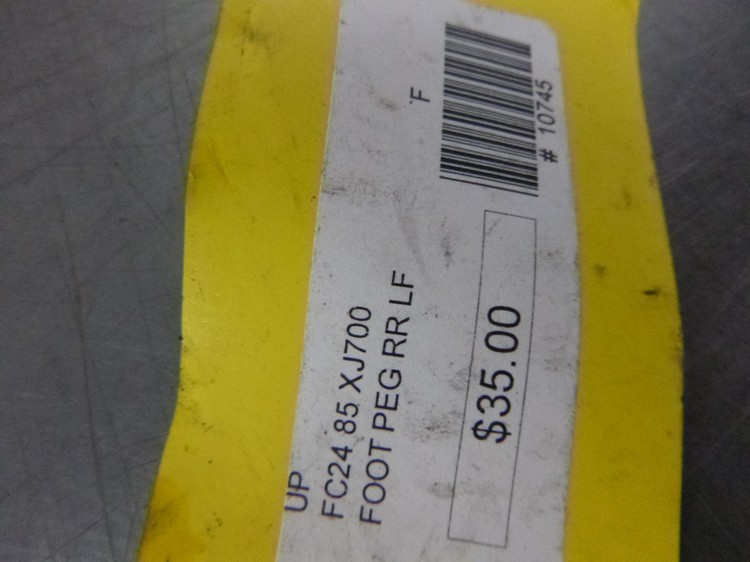 UP
FC24 85 XJ700
FOOT PEG RR LF
F
$35.00
# 10745